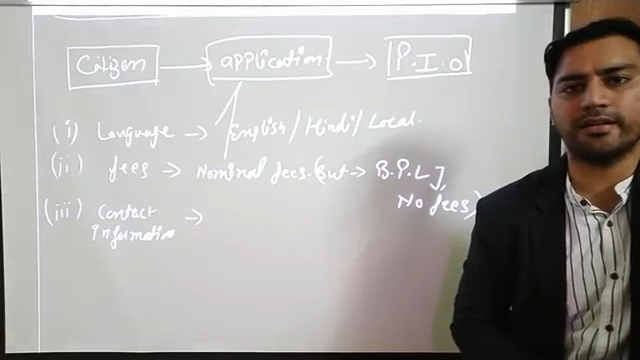 Citizen → application → P.I.O
(i) Language → English / Hindi / Local.
(ii) fees → Nominal fees. (But → B.P.L]
No fees)
(iii) Contact →
Information